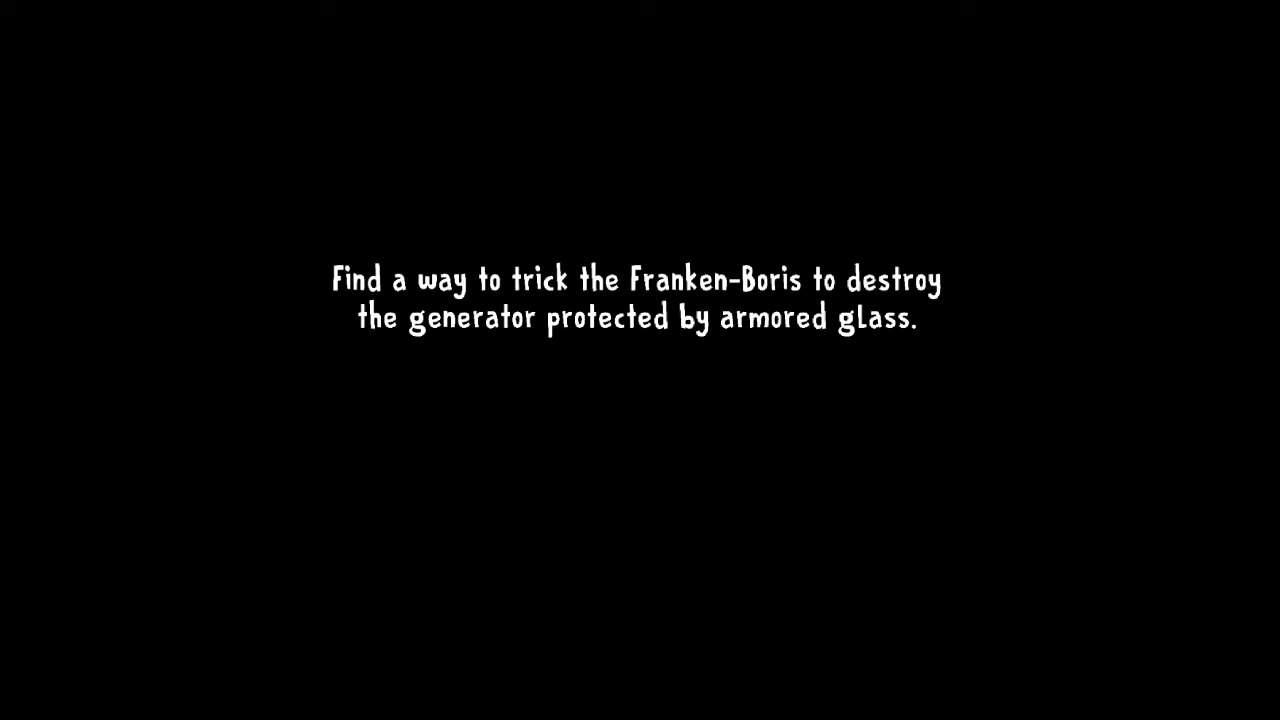 Find a way to trick the Franken-Boris to destroy
the generator protected by armored glass.